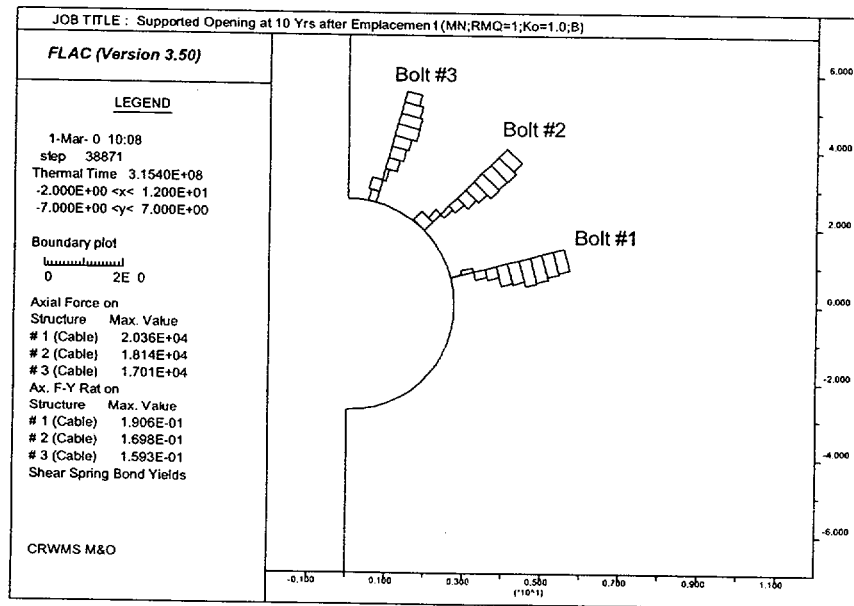 JOB TITLE : Supported Opening at 10 Yrs after Emplacement(MN;RMQ=1;Ko=1.0;B)
FLAC (Version 3.50)
LEGEND
1-Mar- 0 10:08
step 38871
Thermal Time 3.1540E+08
-2.000E+00 <x< 1.200E+01
-7.000E+00 <y< 7.000E+00
Boundary plot
0 2E 0
Axial Force on
Structure Max. Value
# 1 (Cable) 2.036E+04
# 2 (Cable) 1.814E+04
# 3 (Cable) 1.701E+04
Ax. F-Y Rat on
Structure Max. Value
# 1 (Cable) 1.906E-01
# 2 (Cable) 1.698E-01
# 3 (Cable) 1.593E-01
Shear Spring Bond Yields
CRWMS M&O
Bolt #3
Bolt #2
Bolt #1
6.000
4.000
2.000
0.000
-2.000
-4.000
-6.000
-0.100 0.100 0.300 0.500 0.700 0.900 1.100
(*10^1)